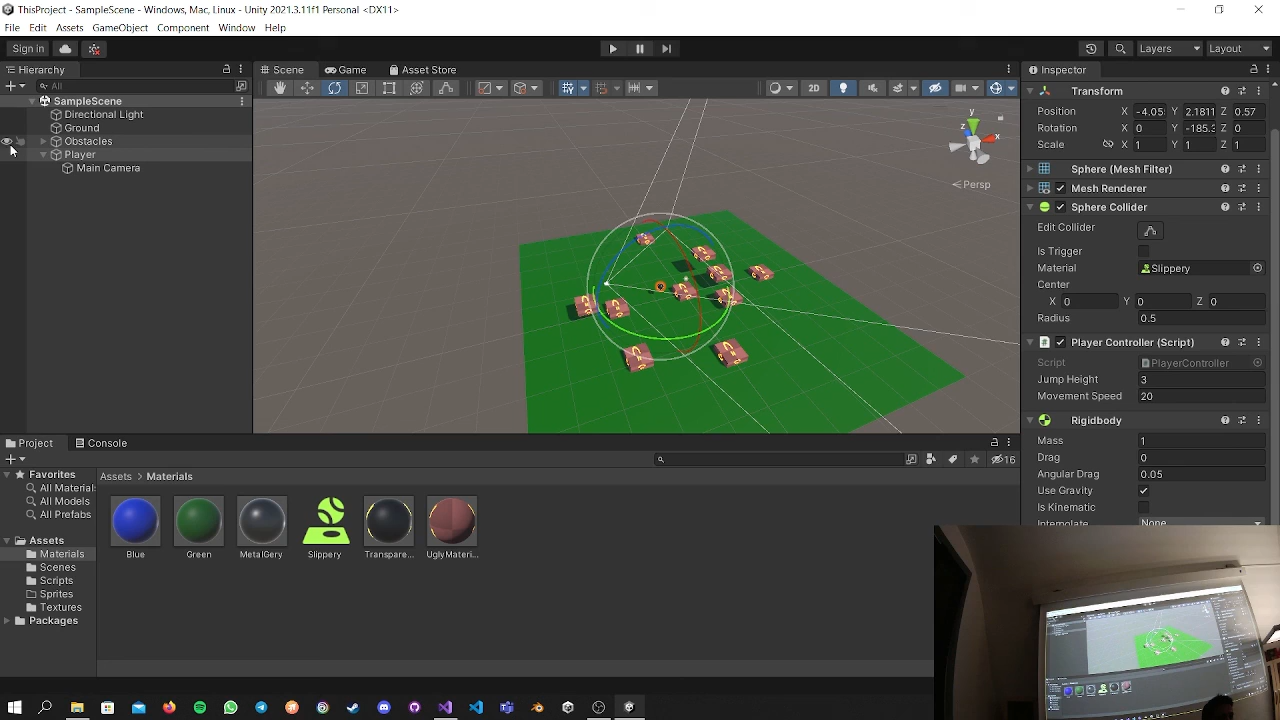 ThisProject - SampleScene - Windows, Mac, Linux - Unity 2021.3.11f1 Personal <DX11>
File Edit Assets GameObject Component Window Help
Sign in
Layers
Layout
Hierarchy
Scene
Game
Asset Store
Inspector
All
2D
SampleScene
Directional Light
Ground
Obstacles
Player
Main Camera
y
z
x
Persp
Transform
Position X -4.05 Y 2.1811 Z 0.57
Rotation X 0 Y -185.3 Z 0
Scale X 1 Y 1 Z 1
Sphere (Mesh Filter)
Mesh Renderer
Sphere Collider
Edit Collider
Is Trigger
Material Slippery
Center
X 0 Y 0 Z 0
Radius 0.5
Player Controller (Script)
Script PlayerController
Jump Height 3
Movement Speed 20
Rigidbody
Mass 1
Drag 0
Angular Drag 0.05
Use Gravity
Is Kinematic
Interpolate None
Project
Console
16
Favorites
All Material
All Models
All Prefabs
Assets
Materials
Scenes
Scripts
Sprites
Textures
Packages
Assets > Materials
Blue
Green
MetalGery
Slippery
Transpare...
UglyMateri...